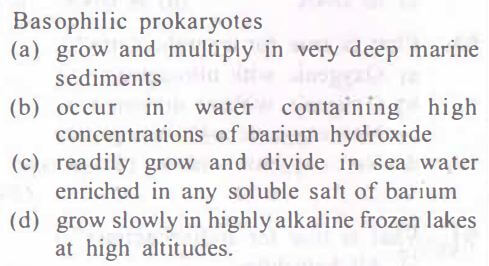 Basophilic prokaryotes
(a) grow and multiply in very deep marine
sediments
(b) occur in water containing high
concentrations of barium hydroxide
(c) readily grow and divide in sea water
enriched in any soluble salt of barium
(d) grow slowly in highly alkaline frozen lakes
at high altitudes.